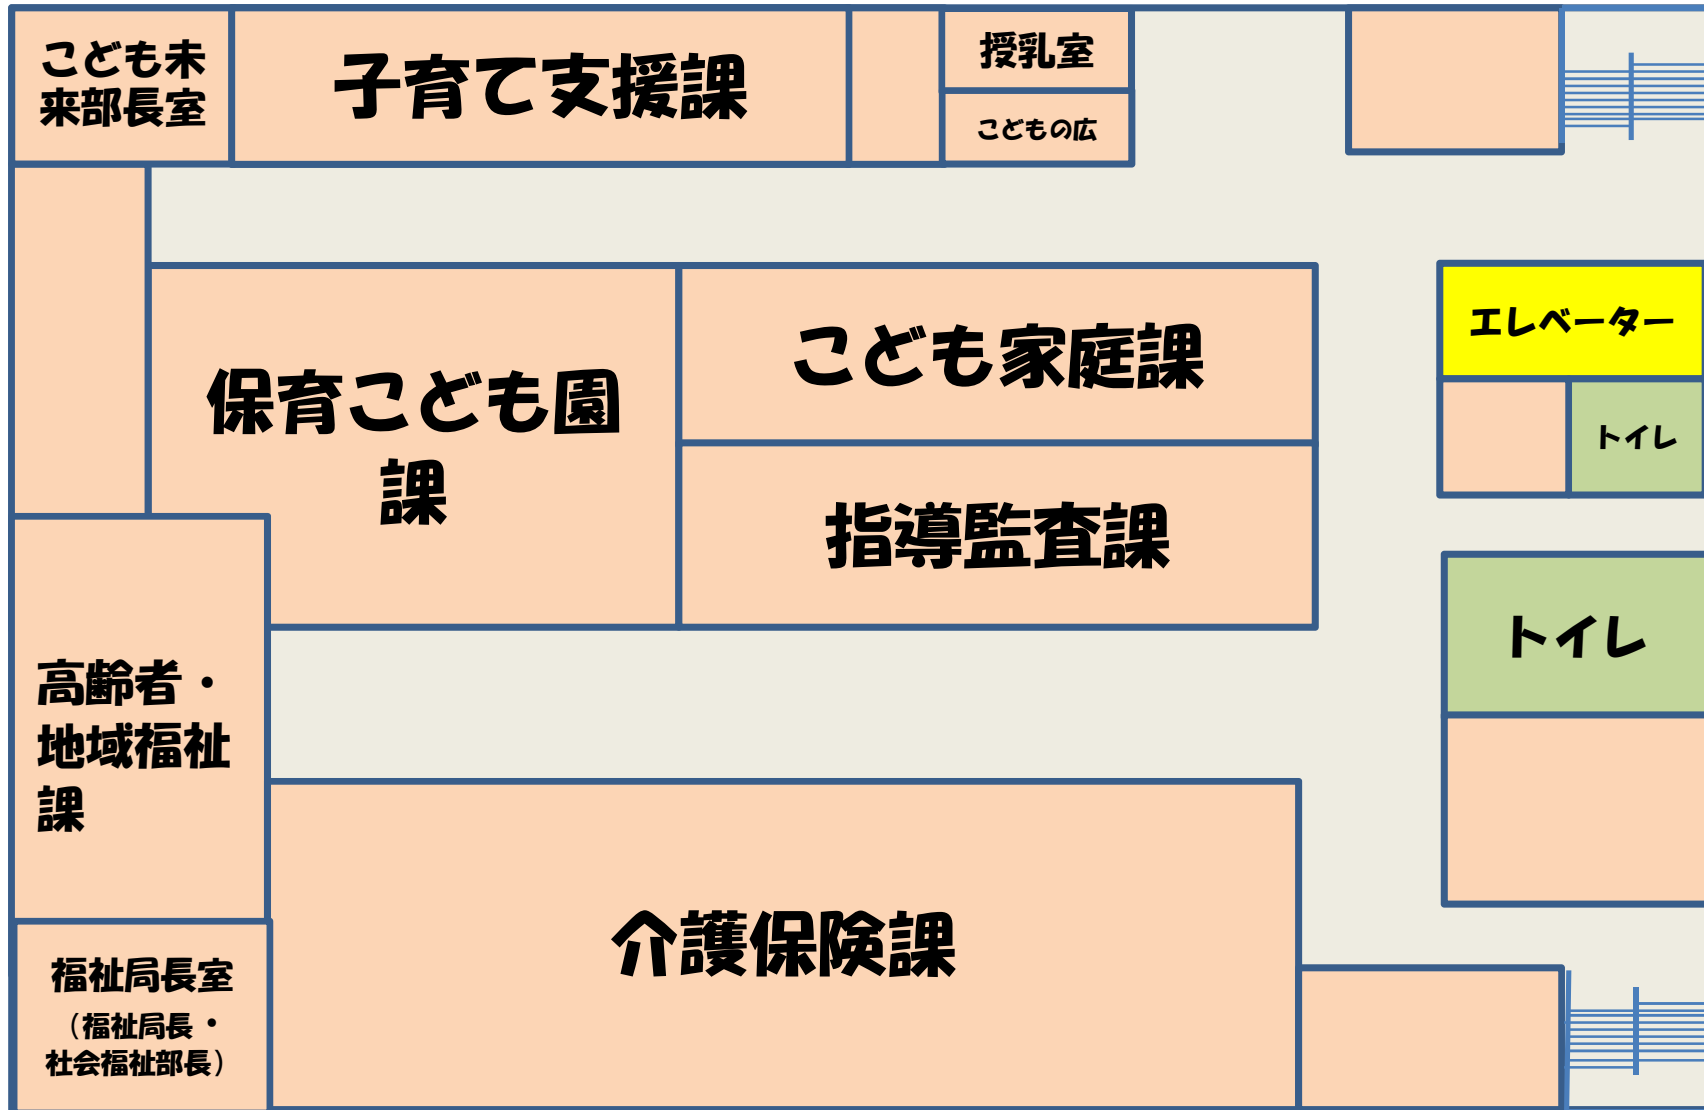 こども未
来部長室
子育て支援課
授乳室
こどもの広
保育こども園
課
こども家庭課
指導監査課
エレベーター
トイレ
トイレ
高齢者・
地域福祉
課
介護保険課
福祉局長室
（福祉局長・
社会福祉部長）